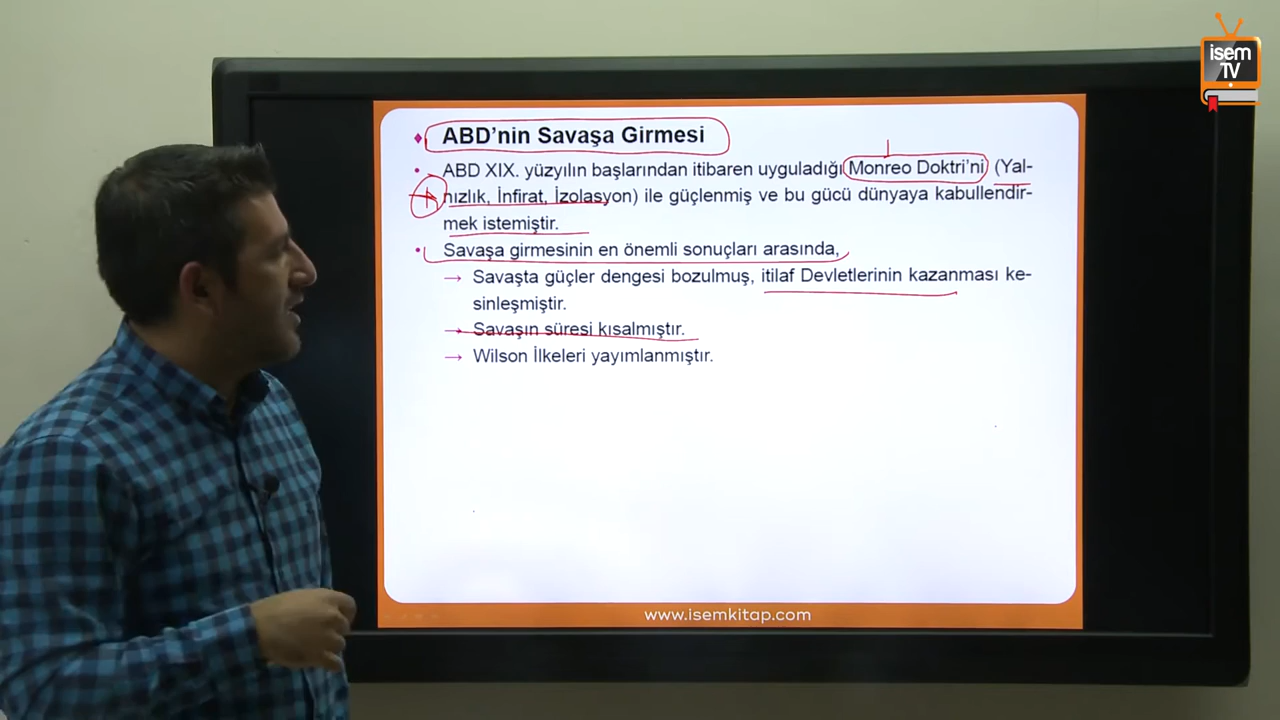 isem
TV
ABD’nin Savaşa Girmesi
ABD XIX. yüzyılın başlarından itibaren uyguladığı Monreo Doktri’ni (Yal-
nızlık, İnfirat, İzolasyon) ile güçlenmiş ve bu gücü dünyaya kabullendir-
mek istemiştir.
Savaşa girmesinin en önemli sonuçları arasında,
→ Savaşta güçler dengesi bozulmuş, itilaf Devletlerinin kazanması ke-
sinleşmiştir.
→ Savaşın süresi kısalmıştır.
→ Wilson İlkeleri yayımlanmıştır.
www.isemkitap.com